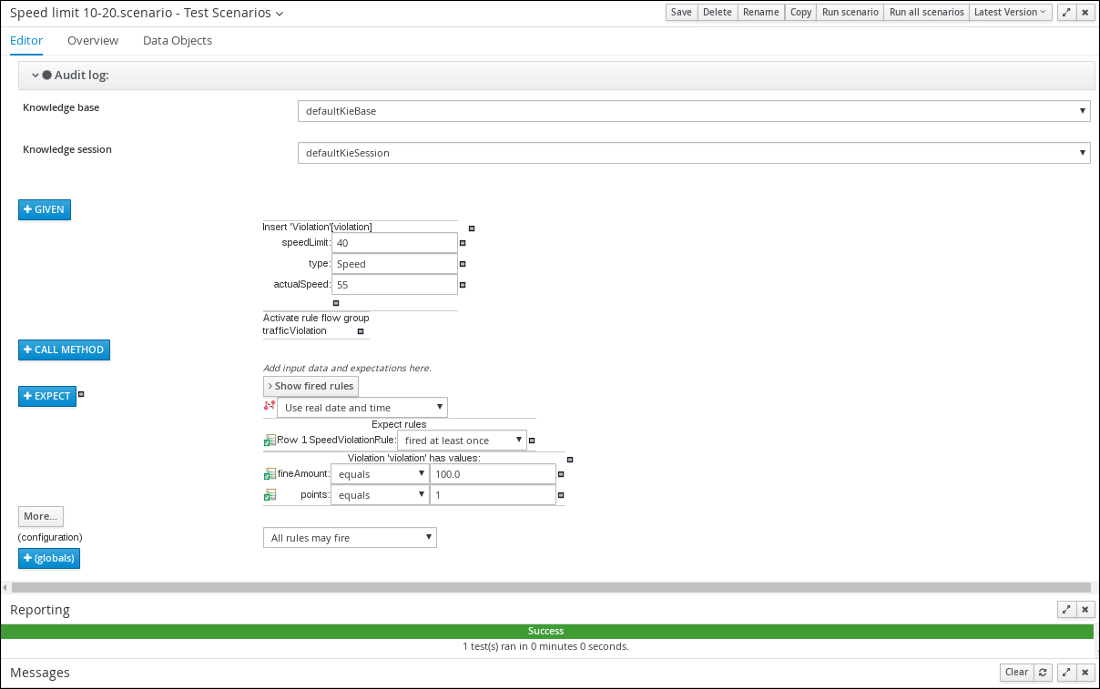 Speed limit 10-20.scenario - Test Scenarios
Save Delete Rename Copy Run scenario Run all scenarios Latest Version
Editor Overview Data Objects
Audit log:
Knowledge base defaultKieBase
Knowledge session defaultKieSession
+ GIVEN
Insert 'Violation'[violation]
speedLimit: 40
type: Speed
actualSpeed: 55
Activate rule flow group
trafficViolation
+ CALL METHOD
Add input data and expectations here.
> Show fired rules
+ EXPECT
Use real date and time
Expect rules
Row 1 SpeedViolationRule: fired at least once
Violation 'violation' has values:
fineAmount: equals 100.0
points: equals 1
More...
(configuration) All rules may fire
+ (globals)
Reporting
Success
1 test(s) ran in 0 minutes 0 seconds.
Messages Clear